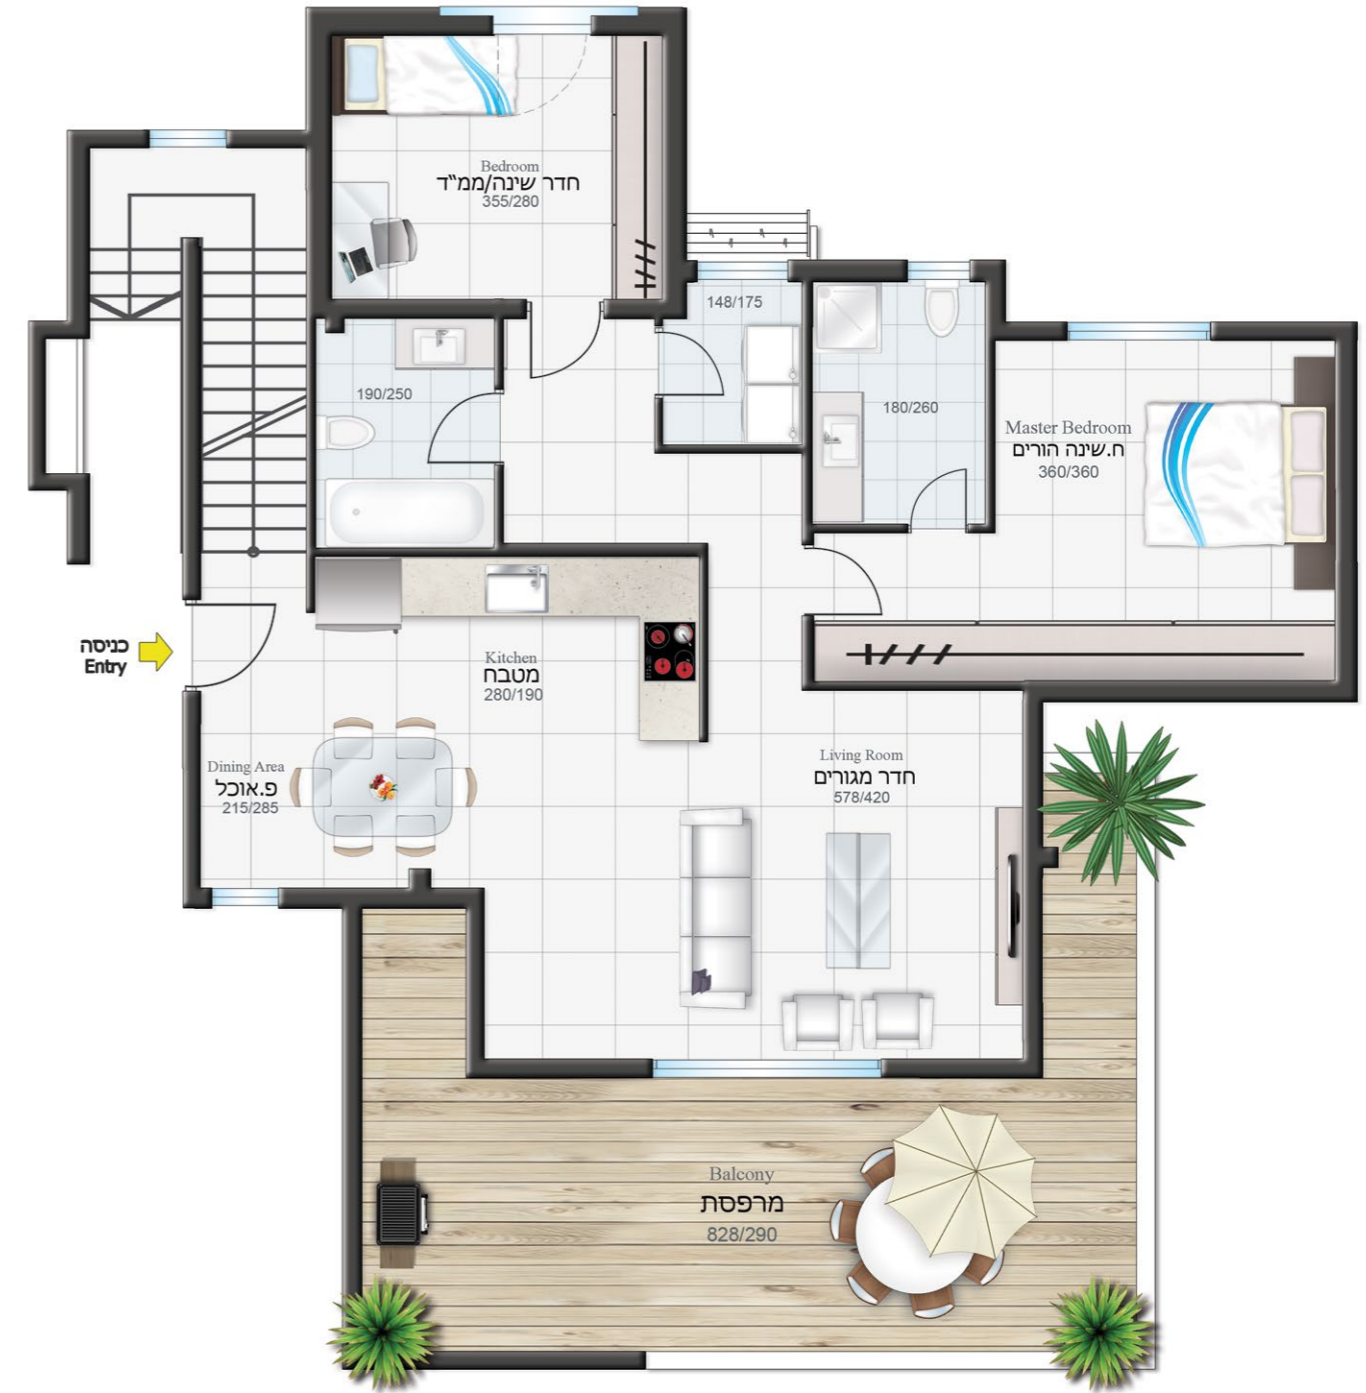 Bedroom
חדר שינה/ממ"ד
355/280
148/175
190/250
180/260
Master Bedroom
ח.שינה הורים
360/360
כניסה
Entry
Kitchen
מטבח
280/190
Dining Area
פ.אוכל
215/285
Living Room
חדר מגורים
578/420
Balcony
מרפסת
828/290